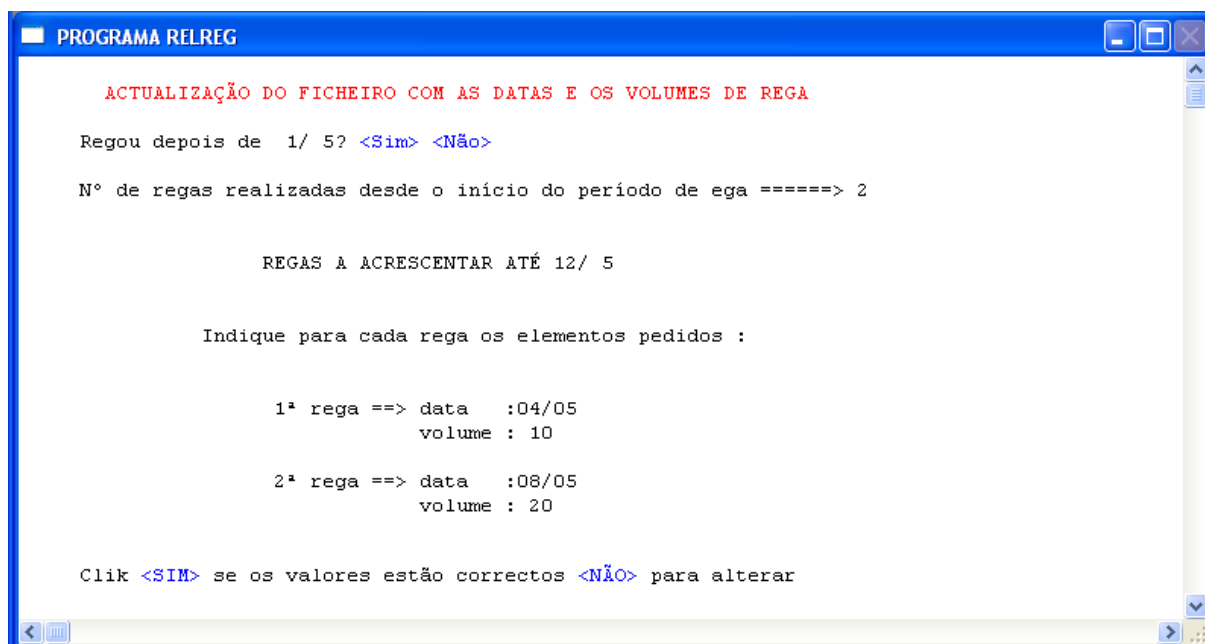 PROGRAMA RELREG
ACTUALIZAÇÃO DO FICHEIRO COM AS DATAS E OS VOLUMES DE REGA
Regou depois de 1/ 5? <Sim> <Não>
Nº de regas realizadas desde o início do período de ega ======> 2
REGAS A ACRESCENTAR ATÉ 12/ 5
Indique para cada rega os elementos pedidos :
1ª rega ==> data :04/05
volume : 10
2ª rega ==> data :08/05
volume : 20
Clik <SIM> se os valores estão correctos <NÃO> para alterar